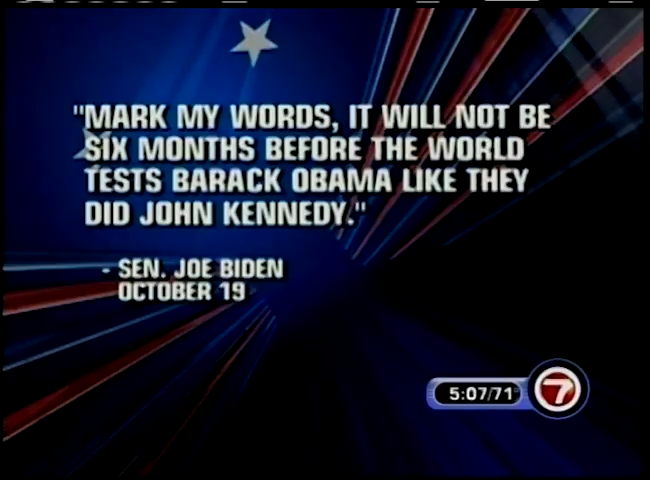 "MARK MY WORDS, IT WILL NOT BE
SIX MONTHS BEFORE THE WORLD
TESTS BARACK OBAMA LIKE THEY
DID JOHN KENNEDY."
- SEN. JOE BIDEN
OCTOBER 19
5:07/71°
7